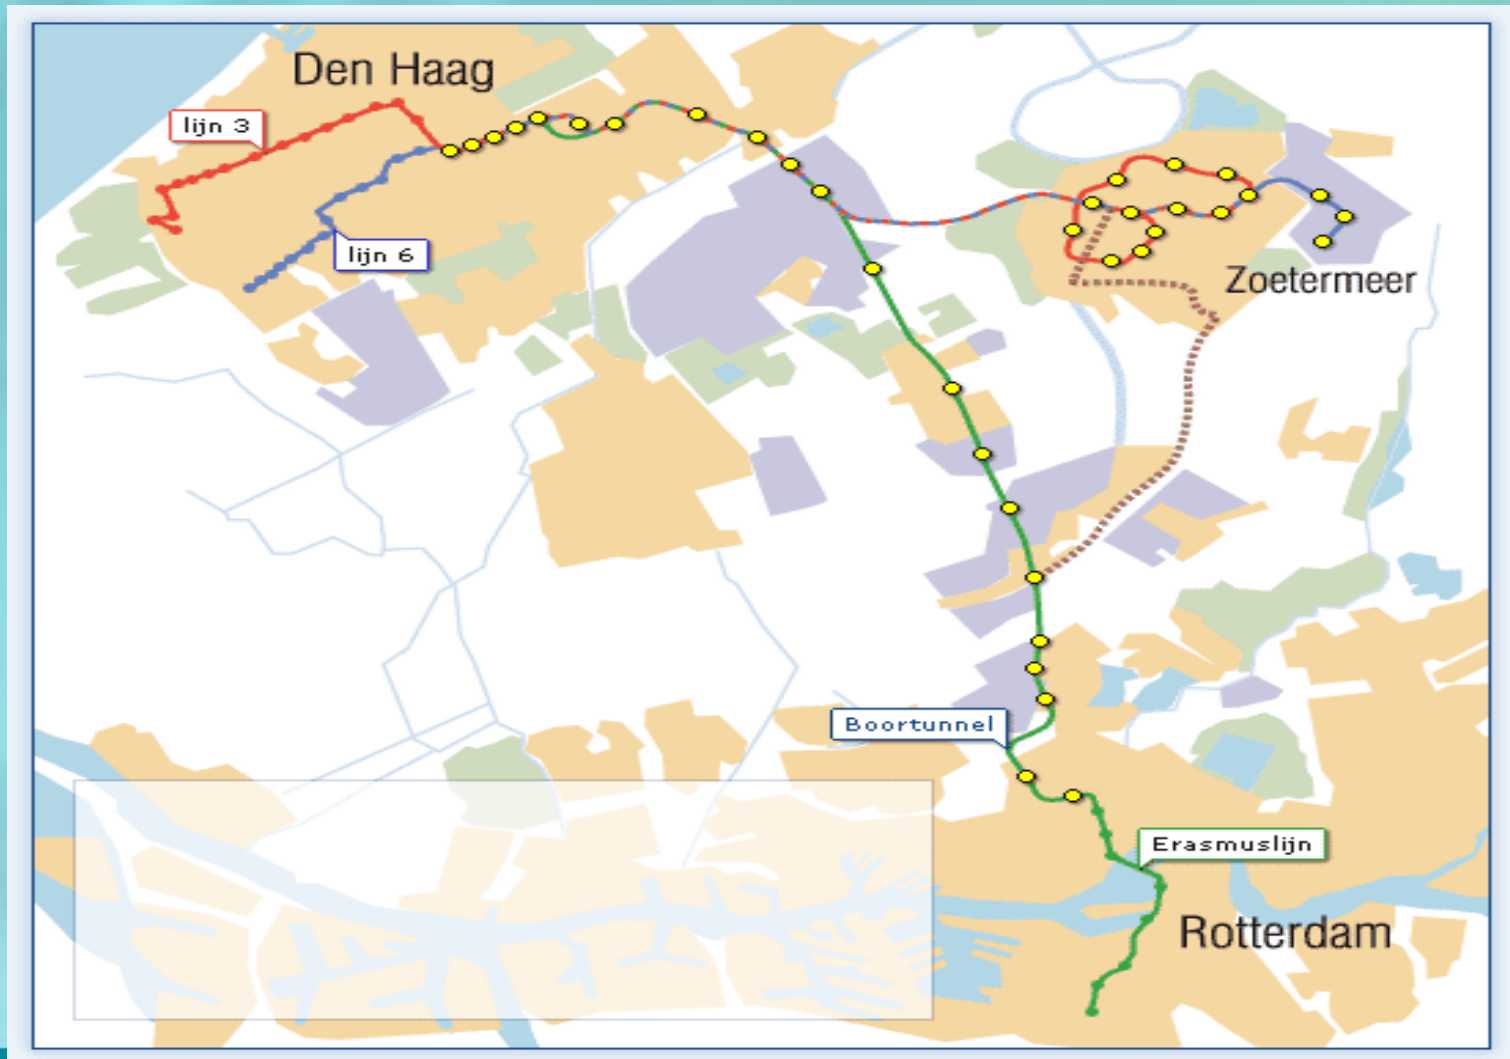 Den Haag
lijn 3
lijn 6
Zoetermeer
Boortunnel
Erasmuslijn
Rotterdam